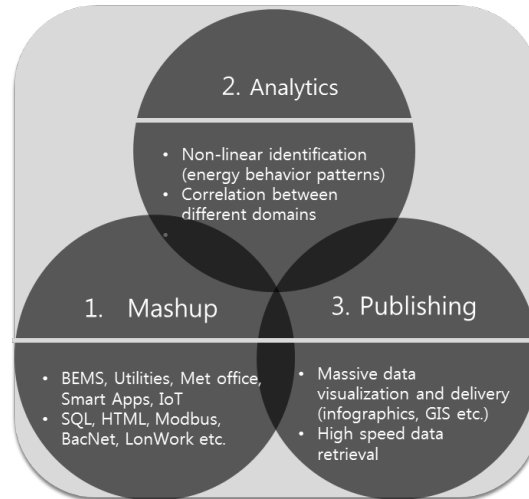 2. Analytics
• Non-linear identification
(energy behavior patterns)
• Correlation between
different domains
•
1. Mashup
• BEMS, Utilities, Met office,
Smart Apps, IoT
• SQL, HTML, Modbus,
BacNet, LonWork etc.
3. Publishing
• Massive data
visualization and delivery
(infographics, GIS etc.)
• High speed data
retrieval